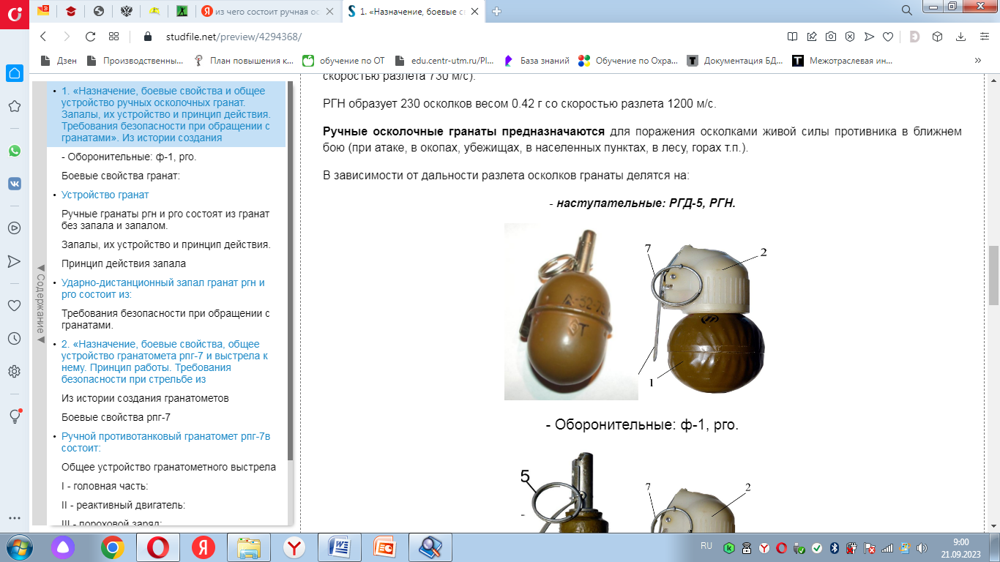 из чего состоит ручная ос
1. «Назначение, боевые с
studfile.net/preview/4294368/
Дзен
Производственны...
План повышения к...
обучение по ОТ
edu.centr-utm.ru/Pl...
База знаний
Обучение по Охра...
Документация БД...
Межотраслевая ин...
»
Содержание
1. «Назначение, боевые свойства и общее
устройство ручных осколочных гранат.
Запалы, их устройство и принцип действия.
Требования безопасности при обращении с
гранатами». Из истории создания
- Оборонительные: ф-1, рго.
Боевые свойства гранат:
Устройство гранат
Ручные гранаты ргн и рго состоят из гранат
без запала и запалом.
Запалы, их устройство и принцип действия.
Принцип действия запала
Ударно-дистанционный запал гранат ргн и
рго состоит из:
Требования безопасности при обращении с
гранатами.
2. «Назначение, боевые свойства, общее
устройство гранатомета рпг-7 и выстрела к
нему. Принцип работы. Требования
безопасности при стрельбе из
Из истории создания гранатометов
Боевые свойства рпг-7
Ручной противотанковый гранатомет рпг-7в
состоит:
Общее устройство гранатометного выстрела
I - головная часть:
II - реактивный двигатель:
III - пороховой заряд:
скоростью разлета 730 м/с).
РГН образует 230 осколков весом 0.42 г со скоростью разлета 1200 м/с.
Ручные осколочные гранаты предназначаются для поражения осколками живой силы противника в ближнем
бою (при атаке, в окопах, убежищах, в населенных пунктах, в лесу, горах т.п.).
В зависимости от дальности разлета осколков гранаты делятся на:
- наступательные: РГД-5, РГН.
7
2
1
- Оборонительные: ф-1, рго.
5
7
2
RU
9:00
21.09.2023